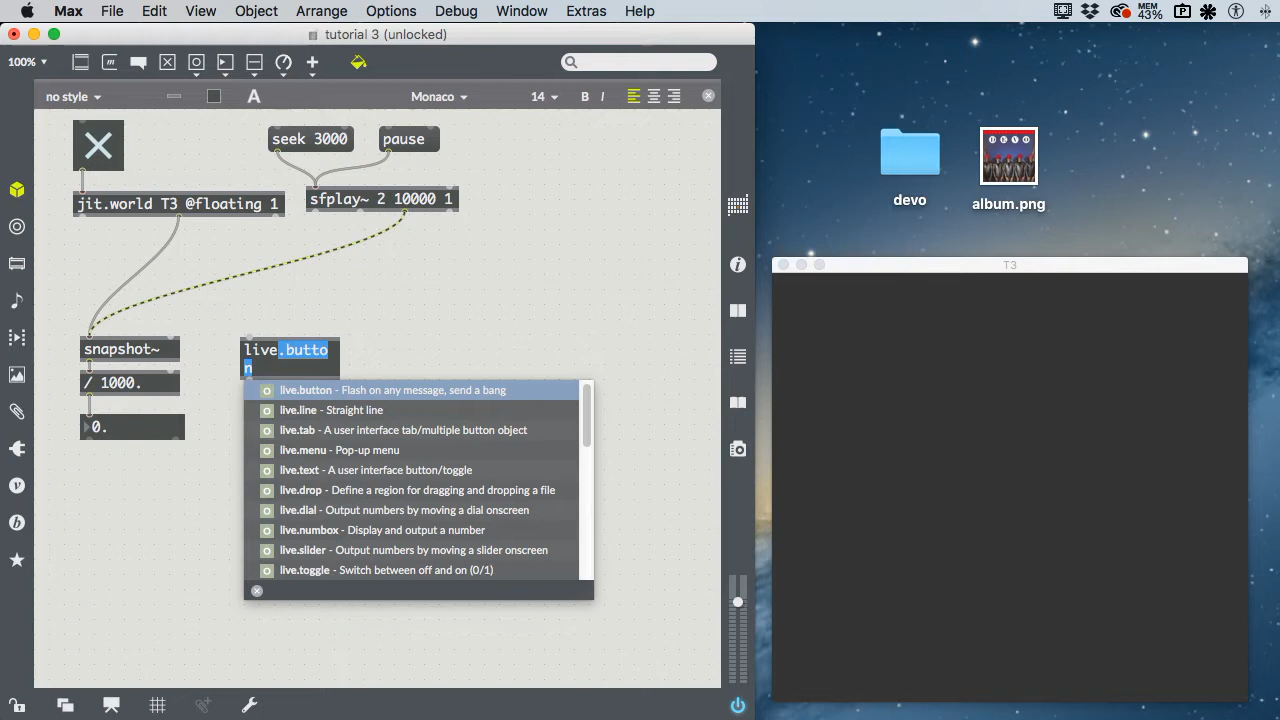 Max File Edit View Object Arrange Options Debug Window Extras Help
MEM
43%
tutorial 3 (unlocked)
100%
no style
A
Monaco
14
B I
seek 3000
pause
jit.world T3 @floating 1
sfplay~ 2 10000 1
snapshot~
/ 1000.
0.
live.butto
n
live.button - Flash on any message, send a bang
live.line - Straight line
live.tab - A user interface tab/multiple button object
live.menu - Pop-up menu
live.text - A user interface button/toggle
live.drop - Define a region for dragging and dropping a file
live.dial - Output numbers by moving a dial onscreen
live.numbox - Display and output a number
live.slider - Output numbers by moving a slider onscreen
live.toggle - Switch between off and on (0/1)
devo
album.png
T3